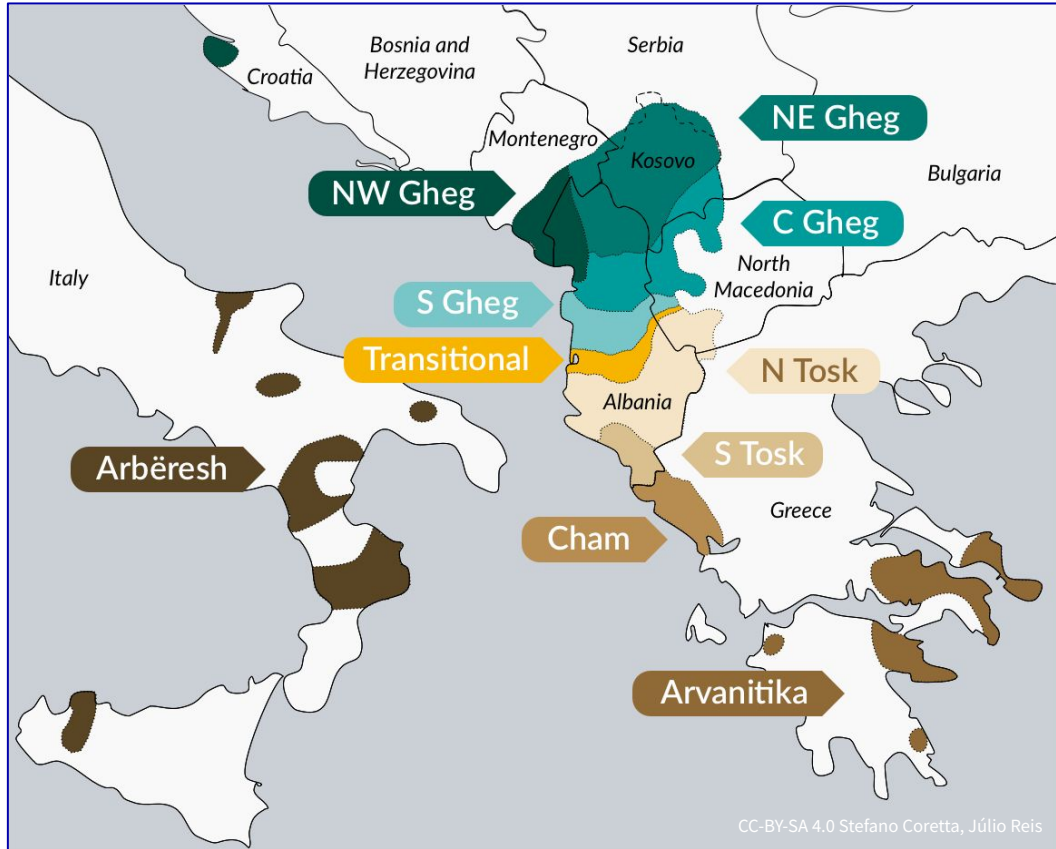 Bosnia and
Herzegovina
Serbia
Croatia
NE Gheg
Montenegro
Kosovo
Bulgaria
NW Gheg
C Gheg
Italy
North
Macedonia
S Gheg
Transitional
N Tosk
Albania
Arbëresh
S Tosk
Greece
Cham
Arvanitika
CC-BY-SA 4.0 Stefano Coretta, Júlio Reis